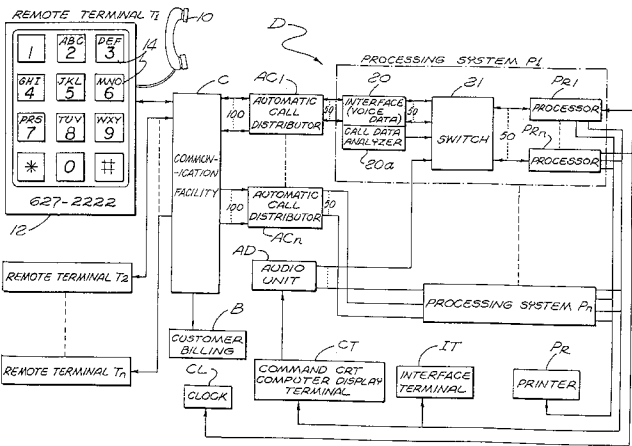 REMOTE TERMINAL T1
10
1
ABC
2
DEF
3
14
GHI
4
JKL
5
MNO
6
PRS
7
TUV
8
WXY
9
*
0
#
627-2222
12
REMOTE TERMINAL T2
REMOTE TERMINAL Tn
C
COMMUN-
ICATION
FACILITY
100
AC1
AUTOMATIC
CALL
DISTRIBUTOR
50
100
AUTOMATIC
CALL
DISTRIBUTOR
50
ACn
D
PROCESSING SYSTEM P1
20
INTERFACE
(VOICE
DATA)
50
CALL DATA
ANALYZER
20a
21
SWITCH
50
PR1
PROCESSOR
PRn
PROCESSOR
AD
AUDIO
UNIT
PROCESSING SYSTEM Pn
B
CUSTOMER
BILLING
CL
CLOCK
CT
COMMAND CRT
COMPUTER DISPLAY
TERMINAL
IT
INTERFACE
TERMINAL
PR
PRINTER